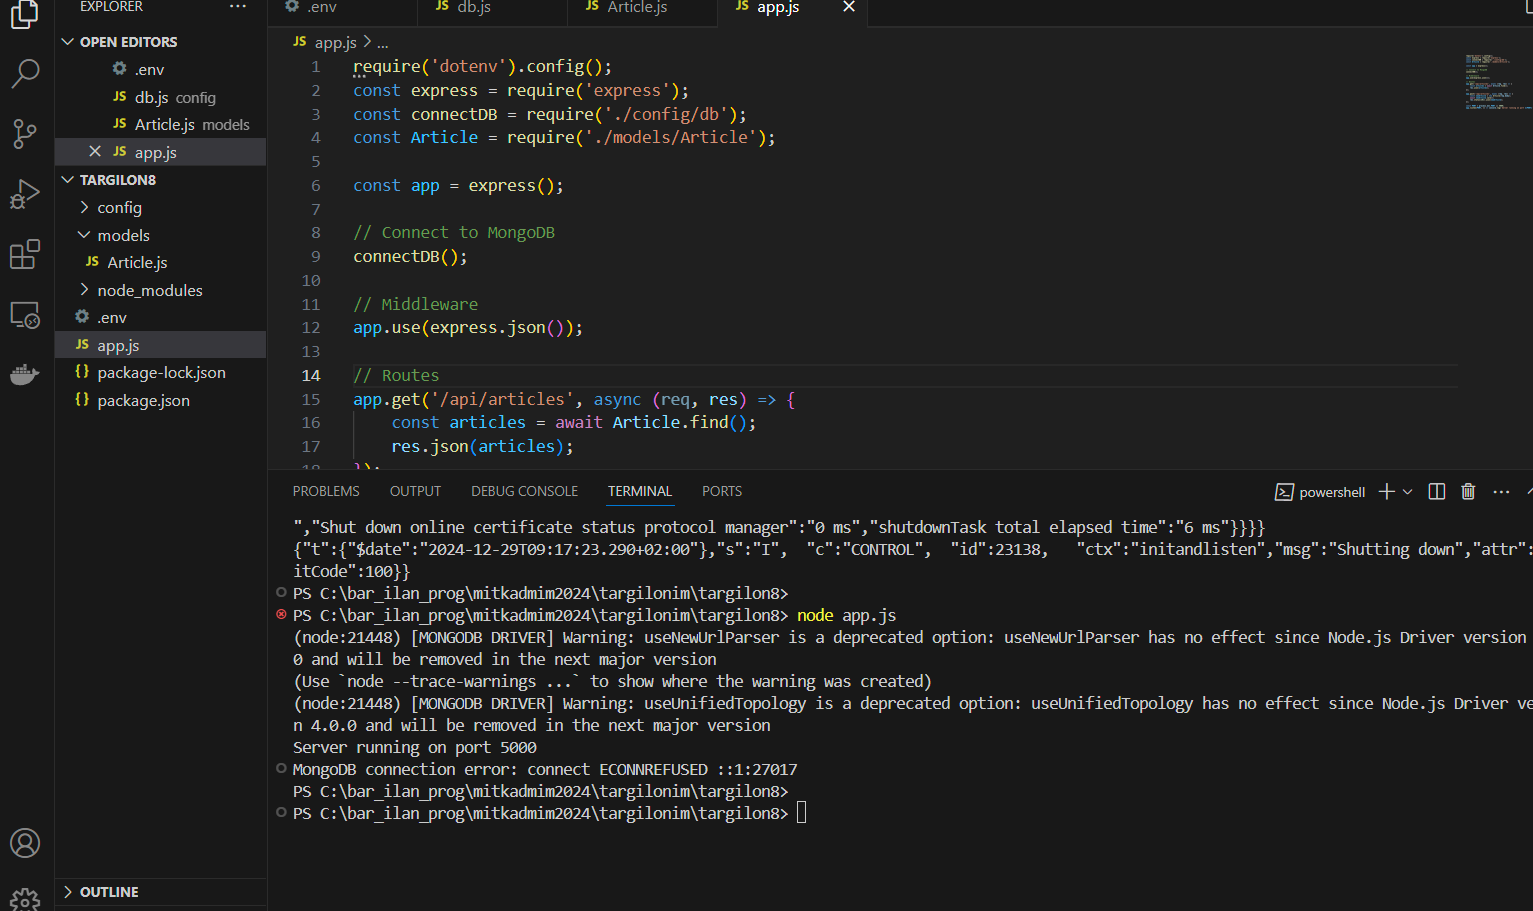 EXPLORER
OPEN EDITORS
.env
db.js config
Article.js models
app.js
TARGILON8
config
models
Article.js
node_modules
.env
app.js
package-lock.json
package.json
OUTLINE
.env
db.js
Article.js
app.js
app.js > ...
1 require('dotenv').config();
2 const express = require('express');
3 const connectDB = require('./config/db');
4 const Article = require('./models/Article');
5
6 const app = express();
7
8 // Connect to MongoDB
9 connectDB();
10
11 // Middleware
12 app.use(express.json());
13
14 // Routes
15 app.get('/api/articles', async (req, res) => {
16 const articles = await Article.find();
17 res.json(articles);
18 });
PROBLEMS OUTPUT DEBUG CONSOLE TERMINAL PORTS
powershell
","Shut down online certificate status protocol manager":"0 ms","shutdownTask total elapsed time":"6 ms"}}}}
{"t":{"$date":"2024-12-29T09:17:23.290+02:00"},"s":"I", "c":"CONTROL", "id":23138, "ctx":"initandlisten","msg":"Shutting down","attr":
itCode":100}}
PS C:\bar_ilan_prog\mitkadmim2024\targilonim\targilon8>
PS C:\bar_ilan_prog\mitkadmim2024\targilonim\targilon8> node app.js
(node:21448) [MONGODB DRIVER] Warning: useNewUrlParser is a deprecated option: useNewUrlParser has no effect since Node.js Driver version
0 and will be removed in the next major version
(Use `node --trace-warnings ...` to show where the warning was created)
(node:21448) [MONGODB DRIVER] Warning: useUnifiedTopology is a deprecated option: useUnifiedTopology has no effect since Node.js Driver ve
n 4.0.0 and will be removed in the next major version
Server running on port 5000
MongoDB connection error: connect ECONNREFUSED ::1:27017
PS C:\bar_ilan_prog\mitkadmim2024\targilonim\targilon8>
PS C:\bar_ilan_prog\mitkadmim2024\targilonim\targilon8>